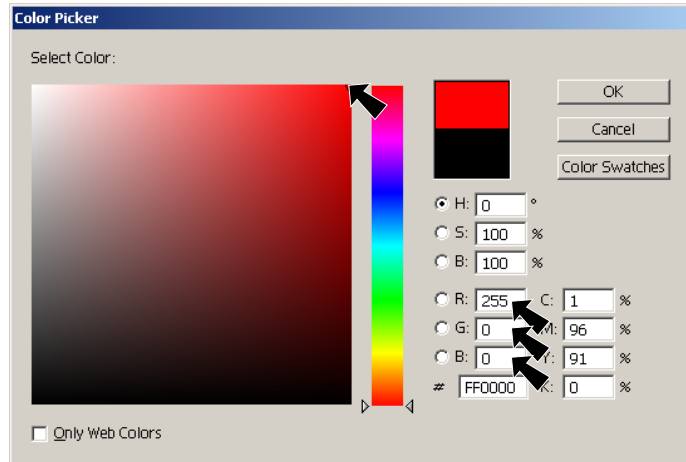 Color Picker
Select Color:
OK
Cancel
Color Swatches
H: 0 °
S: 100 %
B: 100 %
R: 255 C: 1 %
G: 0 M: 96 %
B: 0 Y: 91 %
# FF0000 K: 0 %
Only Web Colors